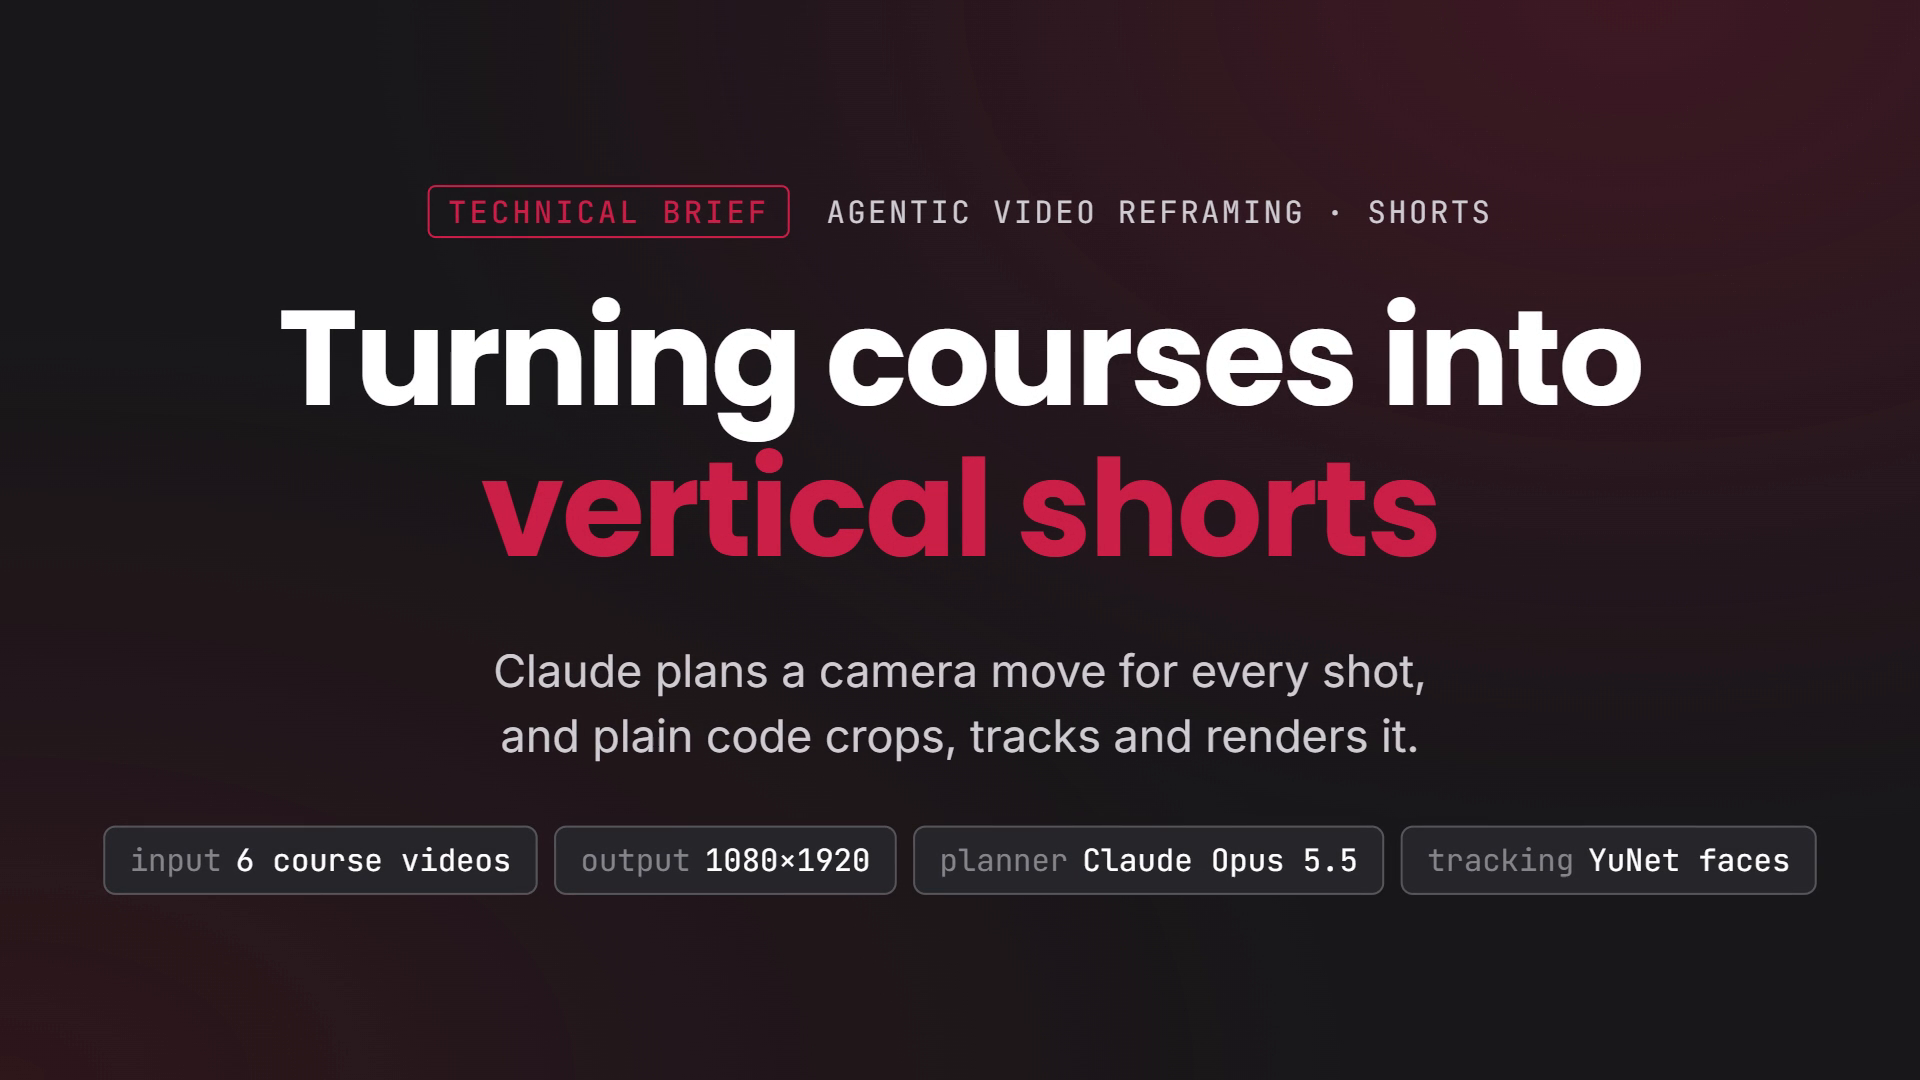 TECHNICAL BRIEF AGENTIC VIDEO REFRAMING · SHORTS
Turning courses into
vertical shorts
Claude plans a camera move for every shot,
and plain code crops, tracks and renders it.
input 6 course videos output 1080×1920 planner Claude Opus 5.5 tracking YuNet faces